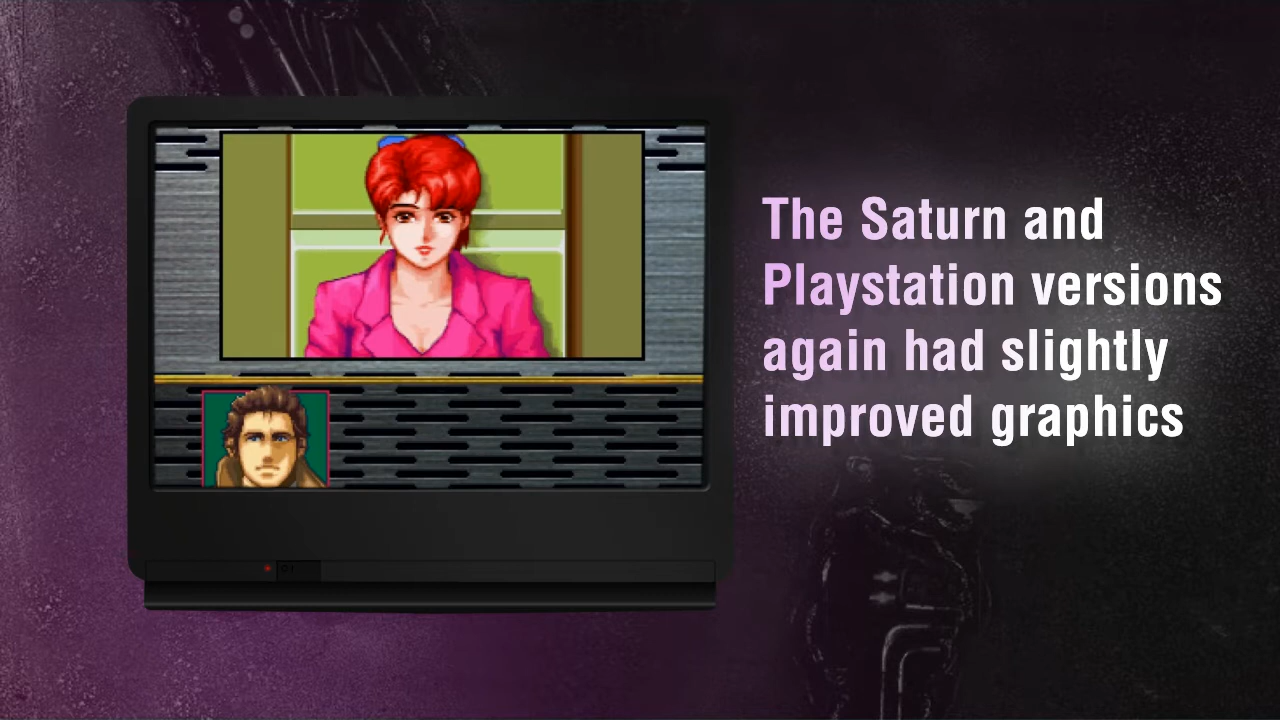 The Saturn and
Playstation versions
again had slightly
improved graphics